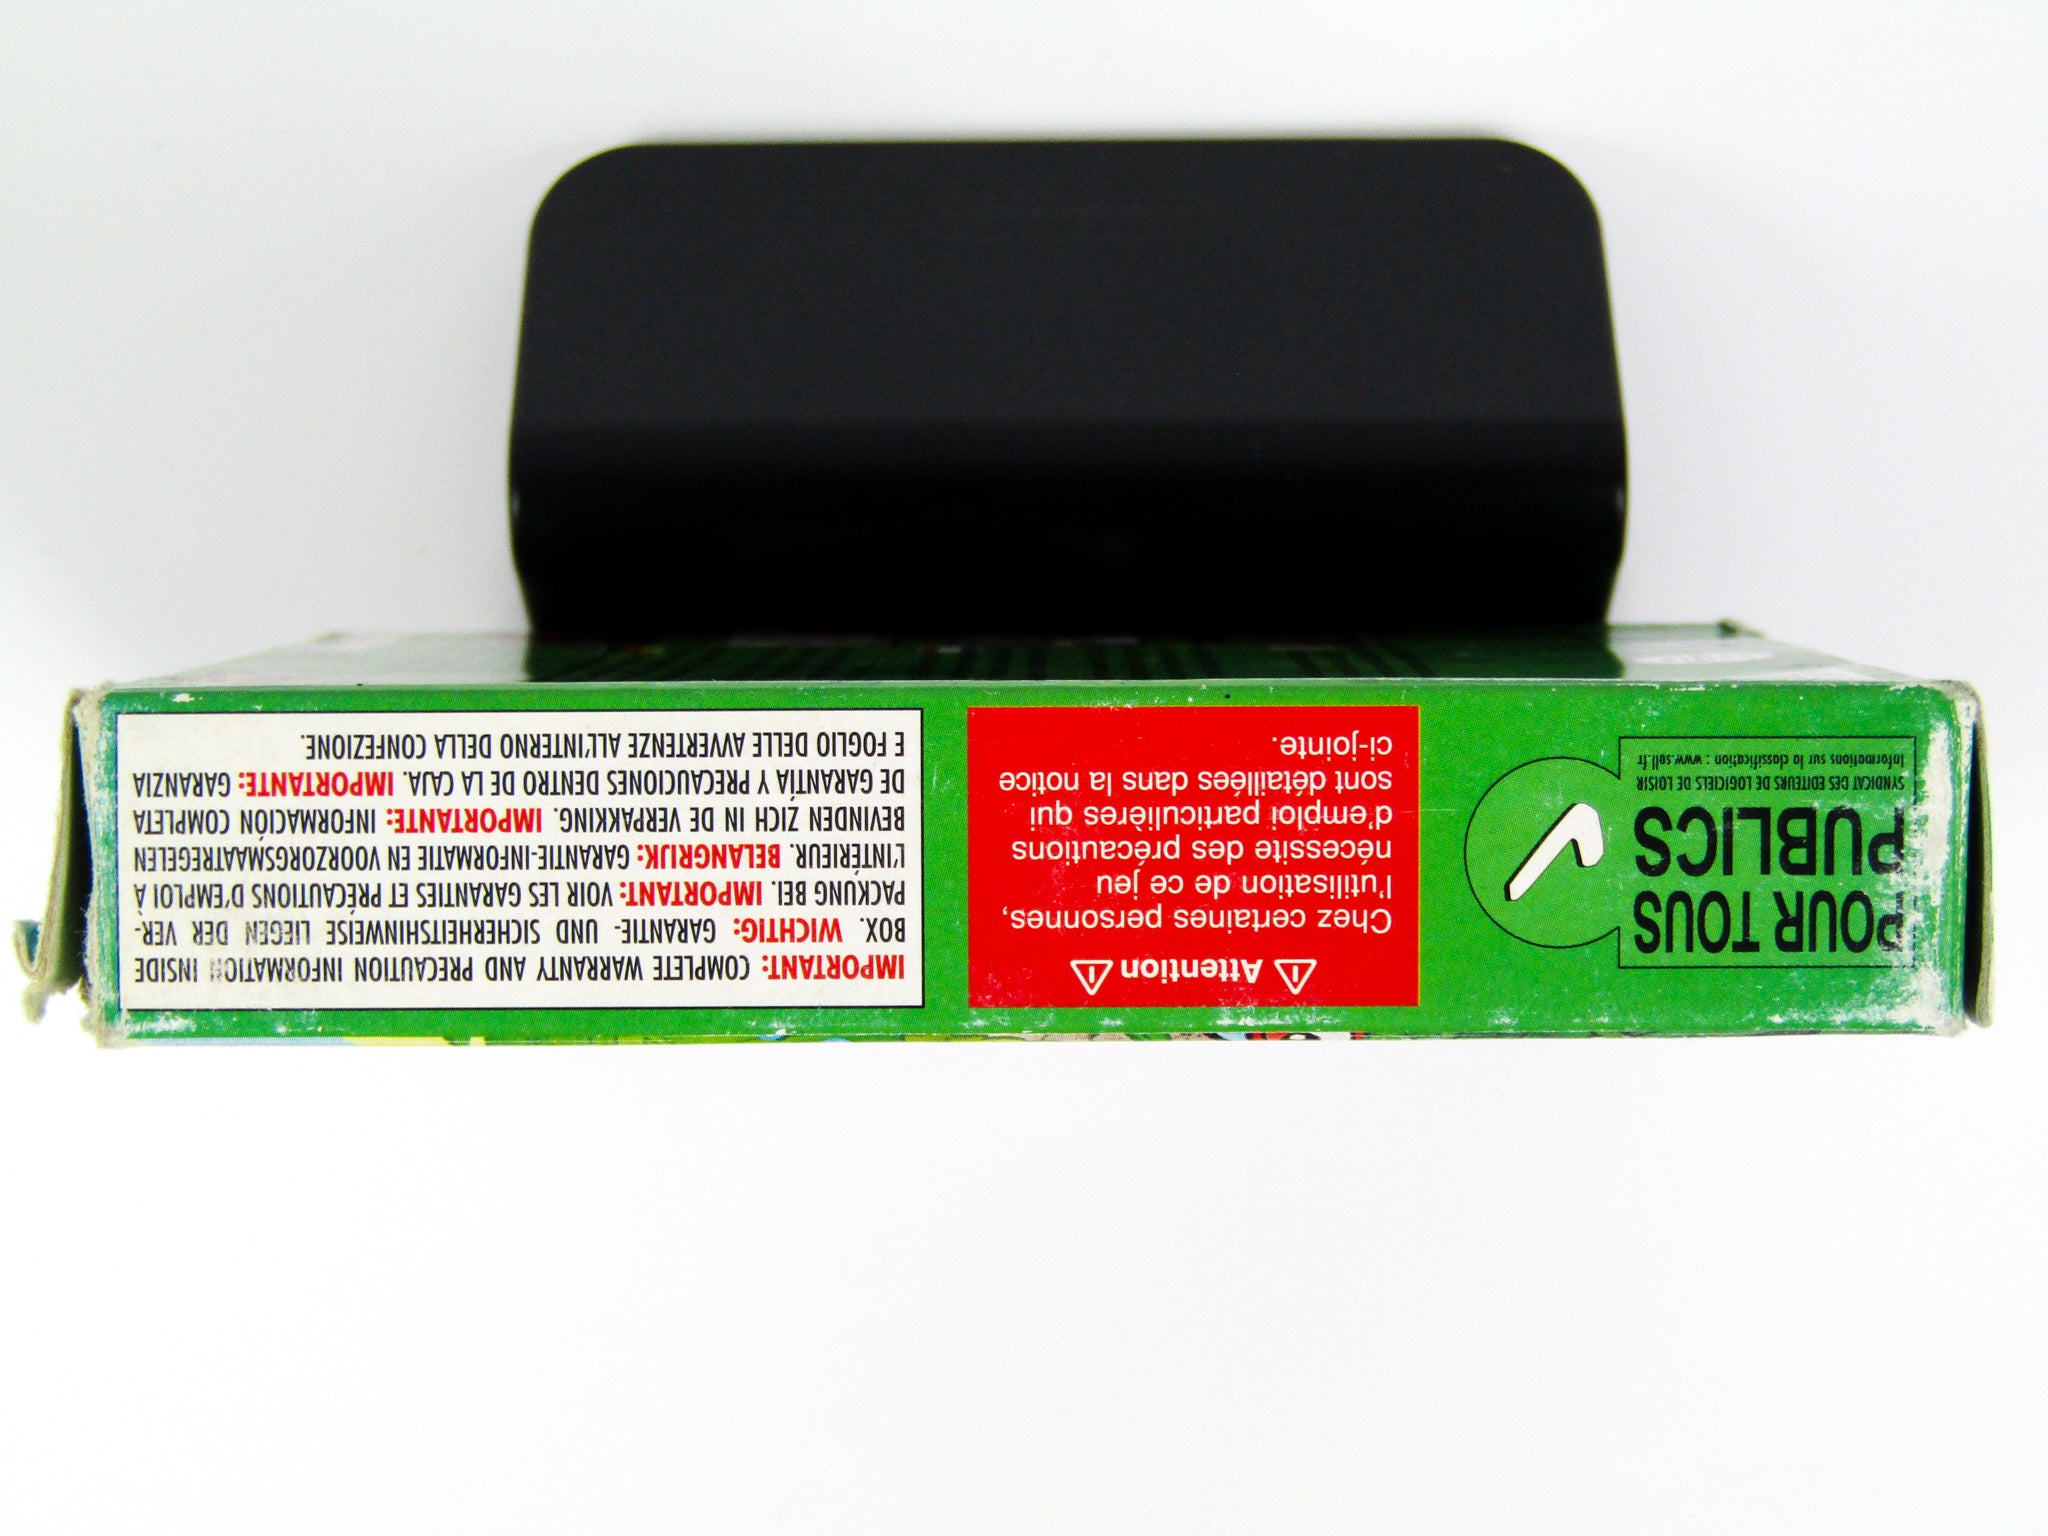 POUR TOUS
PUBLICS
SYNDICAT DES EDITEURS DE LOGICIELS DE LOISIR
Informations sur la classification : www.sell.fr
Attention
Chez certaines personnes,
l'utilisation de ce jeu
nécessite des précautions
d'emploi particulières qui
sont détaillées dans la notice
ci-jointe.
IMPORTANT: COMPLETE WARRANTY AND PRECAUTION INFORMATION INSIDE
BOX. WICHTIG: GARANTIE- UND SICHERHEITSHINWEISE LIEGEN DER VER-
PACKUNG BEI. IMPORTANT: VOIR LES GARANTIES ET PRÉCAUTIONS D'EMPLOI À
L'INTÉRIEUR. BELANGRIJK: GARANTIE-INFORMATIE EN VOORZORGSMAATREGELEN
BEVINDEN ZICH IN DE VERPAKKING. IMPORTANTE: INFORMACIÓN COMPLETA
DE GARANTÍA Y PRECAUCIONES DENTRO DE LA CAJA. IMPORTANTE: GARANZIA
E FOGLIO DELLE AVVERTENZE ALL'INTERNO DELLA CONFEZIONE.